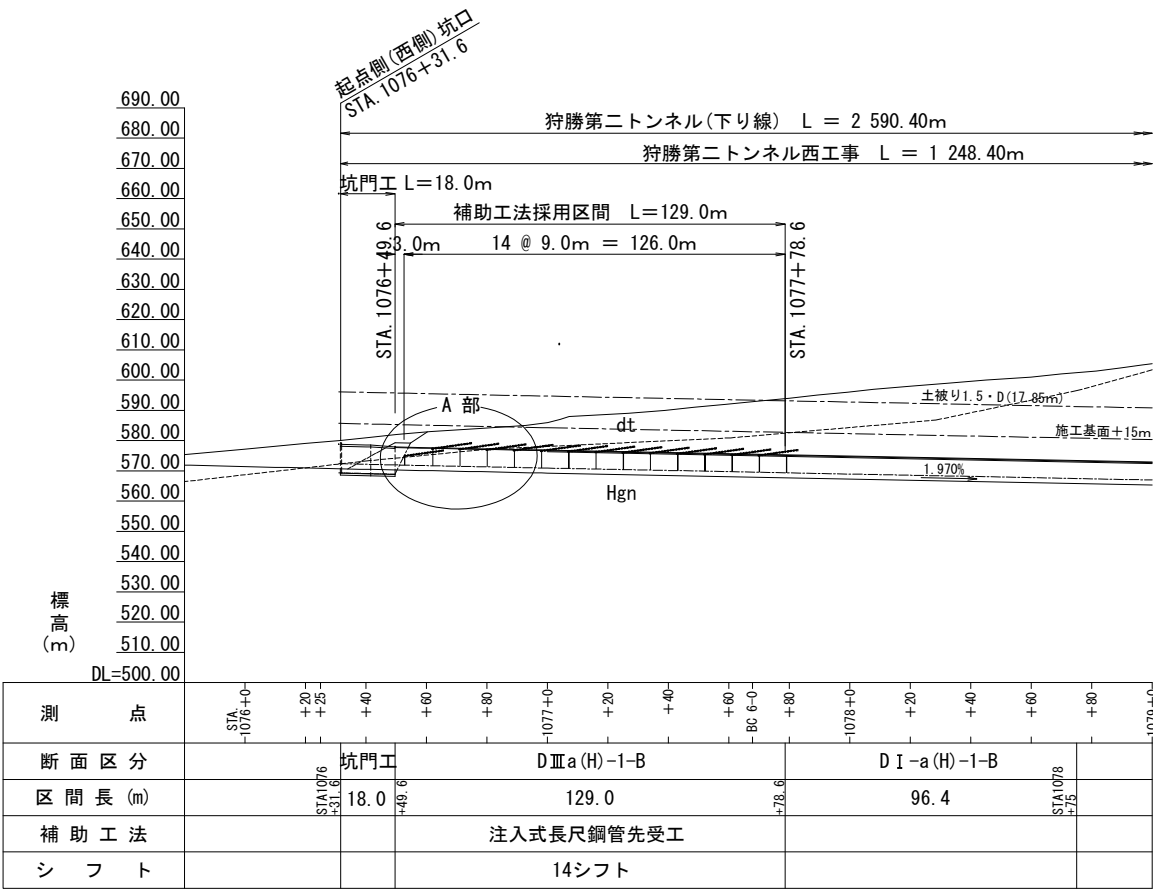 起点側(西側)坑口
STA. 1076+31.6
690.00
680.00
670.00
660.00
650.00
640.00
630.00
620.00
610.00
600.00
590.00
580.00
570.00
560.00
550.00
540.00
530.00
520.00
510.00
DL=500.00
標高(m)
狩勝第二トンネル(下り線) L = 2 590.40m
狩勝第二トンネル西工事 L = 1 248.40m
坑門工 L=18.0m
補助工法採用区間 L=129.0m
3.0m 14 @ 9.0m = 126.0m
STA. 1076+49.6
STA. 1077+78.6
A 部
dt
土被り1.5・D(17.85m)
施工基面+15m
1.970%
Hgn
測点 STA. 1076+0 +20 +25 +40 +60 +80 1077+0 +20 +40 +60 BC 6-0 +80 1078+0 +20 +40 +60 +80 1079+0
断面区分 坑門工 DⅢa(H)-1-B DⅠ-a(H)-1-B
区間長(m) STA1076 +31.6 18.0 +49.6 129.0 +78.6 96.4 STA1078 +75
補助工法 注入式長尺鋼管先受工
シフト 14シフト